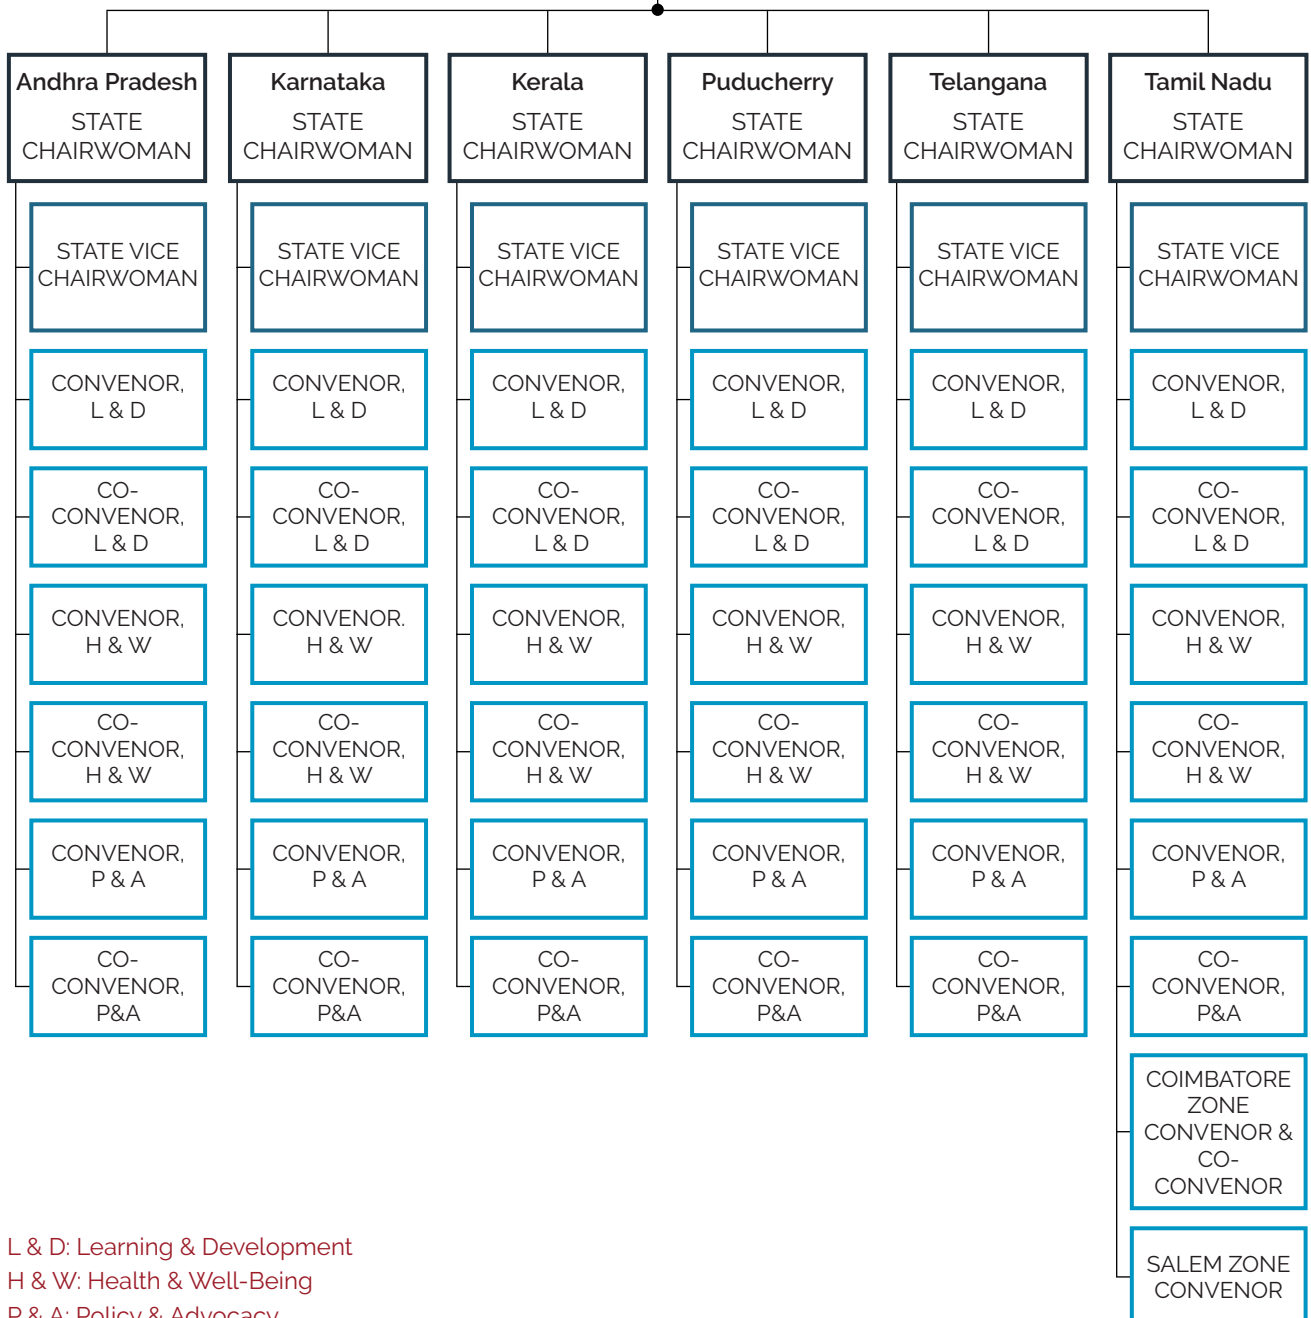 Andhra Pradesh
STATE
CHAIRWOMAN
STATE VICE
CHAIRWOMAN
CONVENOR,
L & D
CO-
CONVENOR,
L & D
CONVENOR,
H & W
CO-
CONVENOR,
H & W
CONVENOR,
P & A
CO-
CONVENOR,
P&A
Karnataka
STATE
CHAIRWOMAN
STATE VICE
CHAIRWOMAN
CONVENOR,
L & D
CO-
CONVENOR,
L & D
CONVENOR.
H & W
CO-
CONVENOR,
H & W
CONVENOR,
P & A
CO-
CONVENOR,
P&A
Kerala
STATE
CHAIRWOMAN
STATE VICE
CHAIRWOMAN
CONVENOR,
L & D
CO-
CONVENOR,
L & D
CONVENOR,
H & W
CO-
CONVENOR,
H & W
CONVENOR,
P & A
CO-
CONVENOR,
P&A
Puducherry
STATE
CHAIRWOMAN
STATE VICE
CHAIRWOMAN
CONVENOR,
L & D
CO-
CONVENOR,
L & D
CONVENOR,
H & W
CO-
CONVENOR,
H & W
CONVENOR,
P & A
CO-
CONVENOR,
P&A
Telangana
STATE
CHAIRWOMAN
STATE VICE
CHAIRWOMAN
CONVENOR,
L & D
CO-
CONVENOR,
L & D
CONVENOR,
H & W
CO-
CONVENOR,
H & W
CONVENOR,
P & A
CO-
CONVENOR,
P&A
Tamil Nadu
STATE
CHAIRWOMAN
STATE VICE
CHAIRWOMAN
CONVENOR,
L & D
CO-
CONVENOR,
L & D
CONVENOR,
H & W
CO-
CONVENOR,
H & W
CONVENOR,
P & A
CO-
CONVENOR,
P&A
COIMBATORE
ZONE
CONVENOR &
CO-
CONVENOR
SALEM ZONE
CONVENOR
L & D: Learning & Development
H & W: Health & Well-Being
P & A: Policy & Advocacy